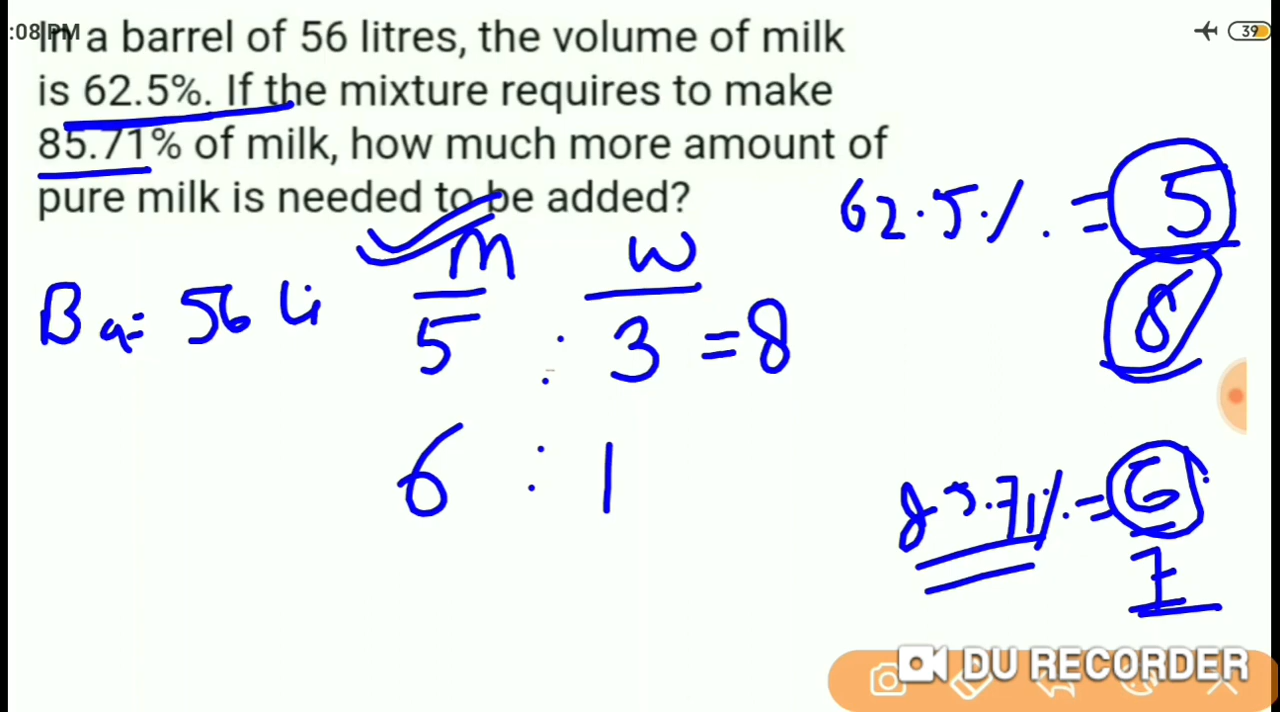 :08 PM
39
In a barrel of 56 litres, the volume of milk
is 62.5%. If the mixture requires to make
85.71% of milk, how much more amount of
pure milk is needed to be added?
62.5% = 5
8
m w
Bq = 56 li
5 : 3 = 8
6 : 1
85.71% = 6
7
DU RECORDER